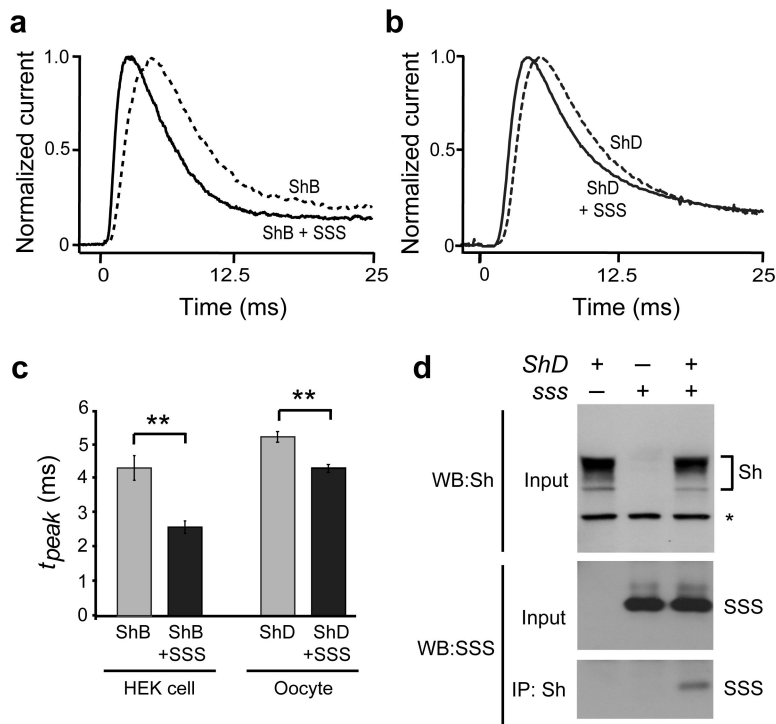 a
Normalized current
1.0
0.5
0
ShB
ShB + SSS
0
12.5
25
Time (ms)
b
Normalized current
1.0
0.5
0
ShD
ShD
+ SSS
0
12.5
25
Time (ms)
c
t peak (ms)
6
5
4
3
2
1
0
**
**
ShB
ShB
+SSS
ShD
ShD
+SSS
HEK cell
Oocyte
d
ShD + – +
sss – + +
WB:Sh
Input
Sh
*
WB:SSS
Input
SSS
IP: Sh
SSS